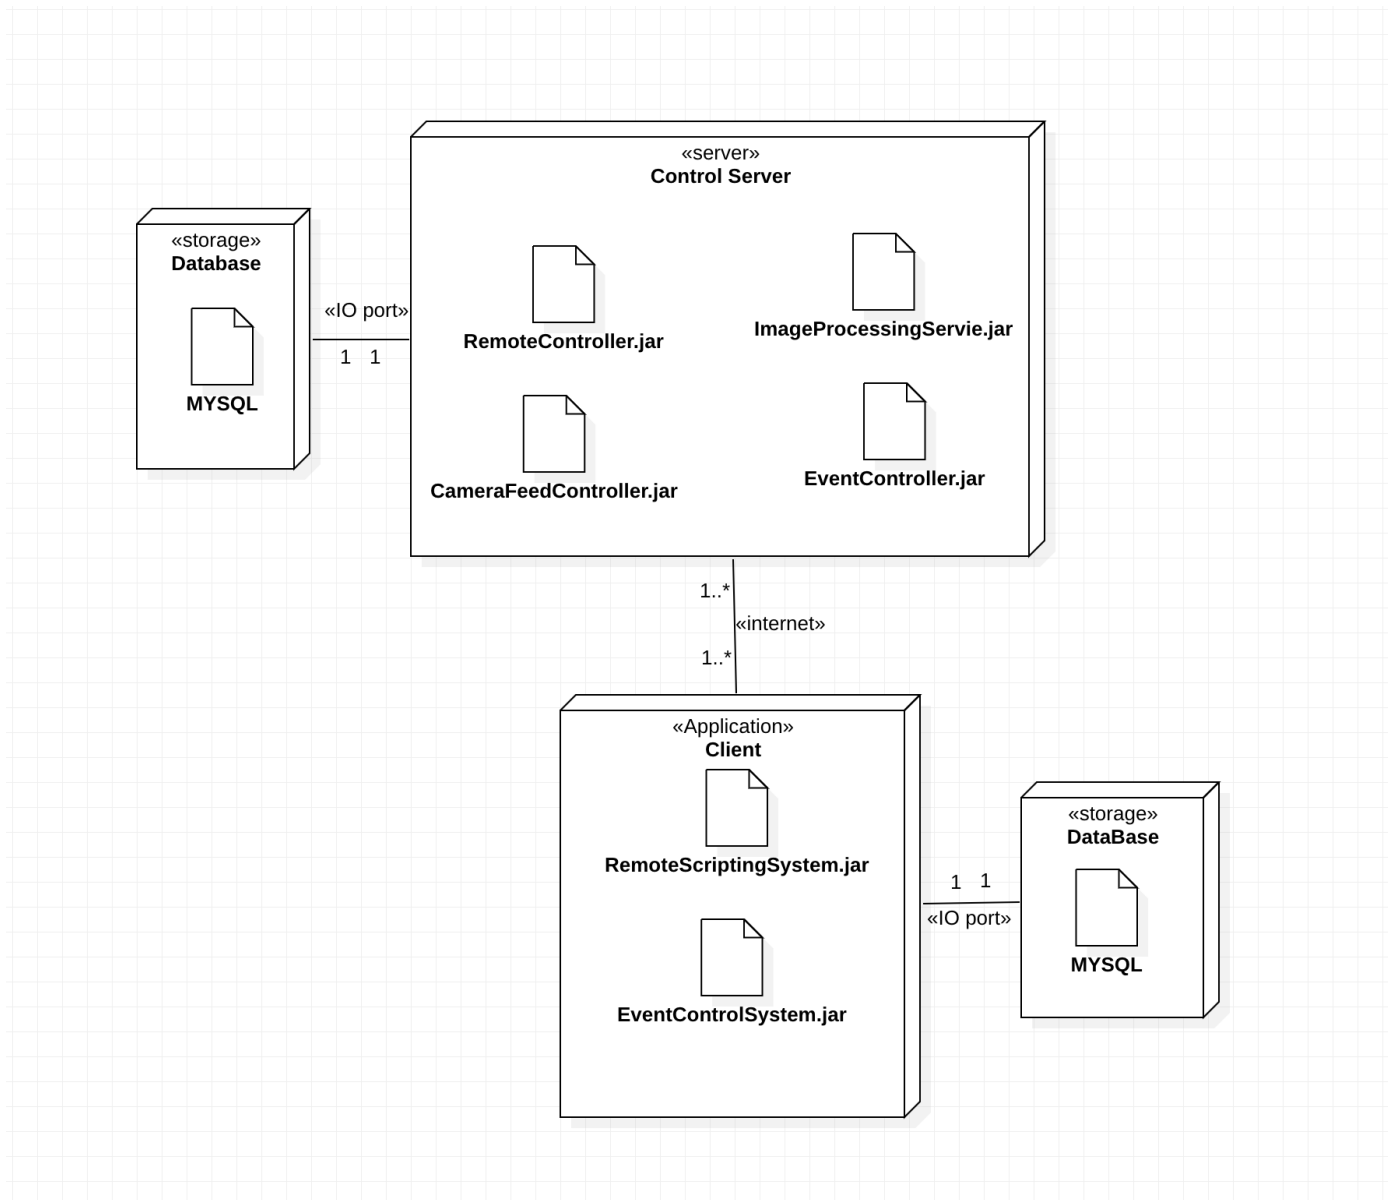 «server»
Control Server
«storage»
Database
MYSQL
«IO port»
1 1
RemoteController.jar
ImageProcessingServie.jar
CameraFeedController.jar
EventController.jar
1..*
«internet»
1..*
«Application»
Client
RemoteScriptingSystem.jar
EventControlSystem.jar
1 1
«IO port»
«storage»
DataBase
MYSQL